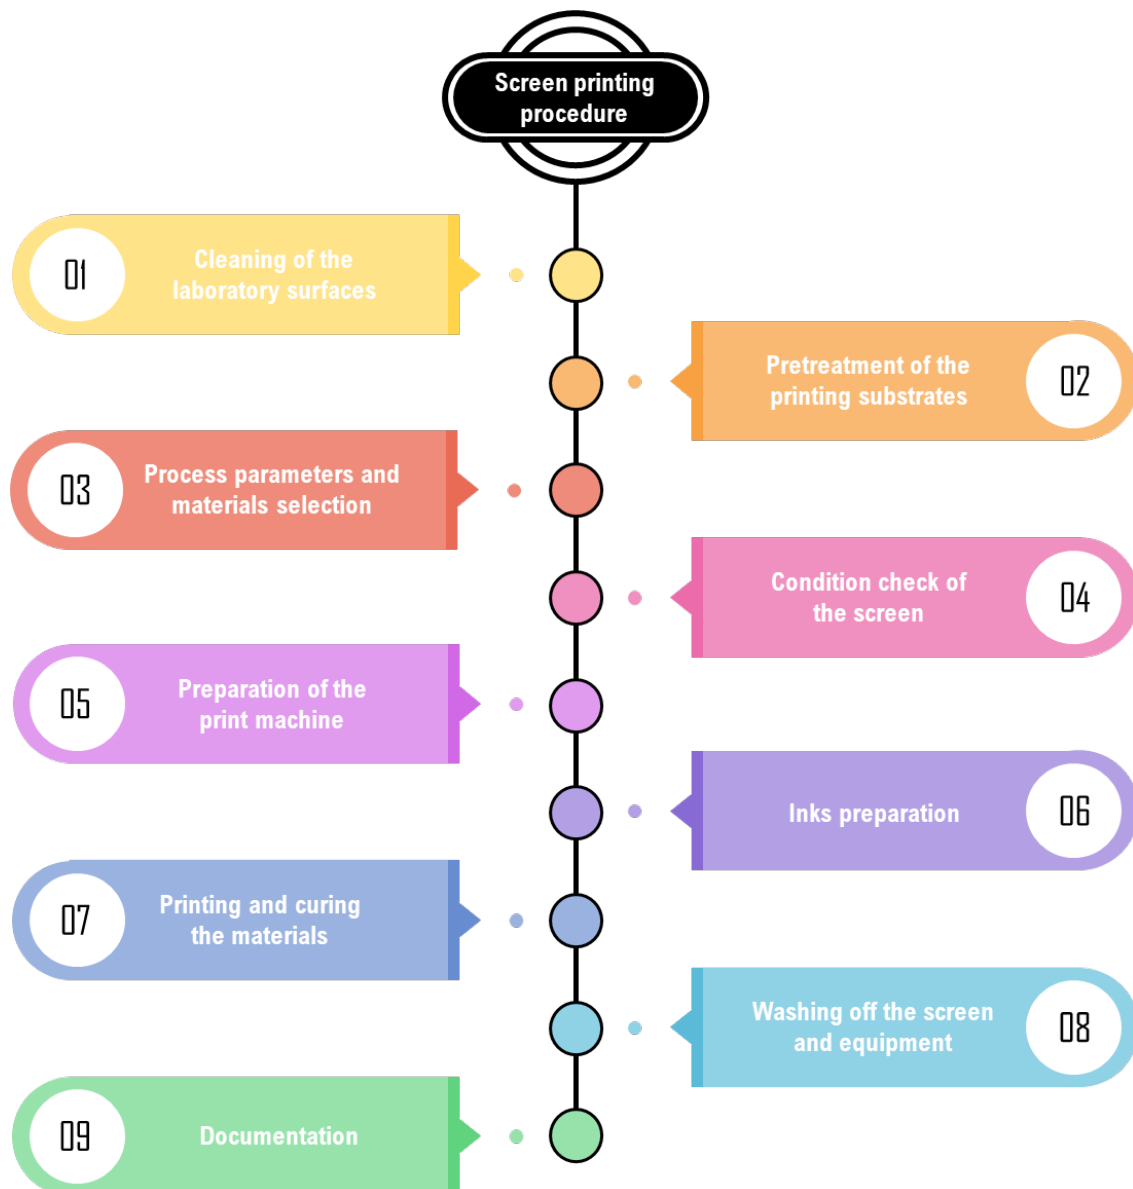 Screen printing
procedure
01
Cleaning of the
laboratory surfaces
Pretreatment of the
printing substrates
02
03
Process parameters and
materials selection
Condition check of
the screen
04
05
Preparation of the
print machine
Inks preparation
06
07
Printing and curing
the materials
Washing off the screen
and equipment
08
09
Documentation